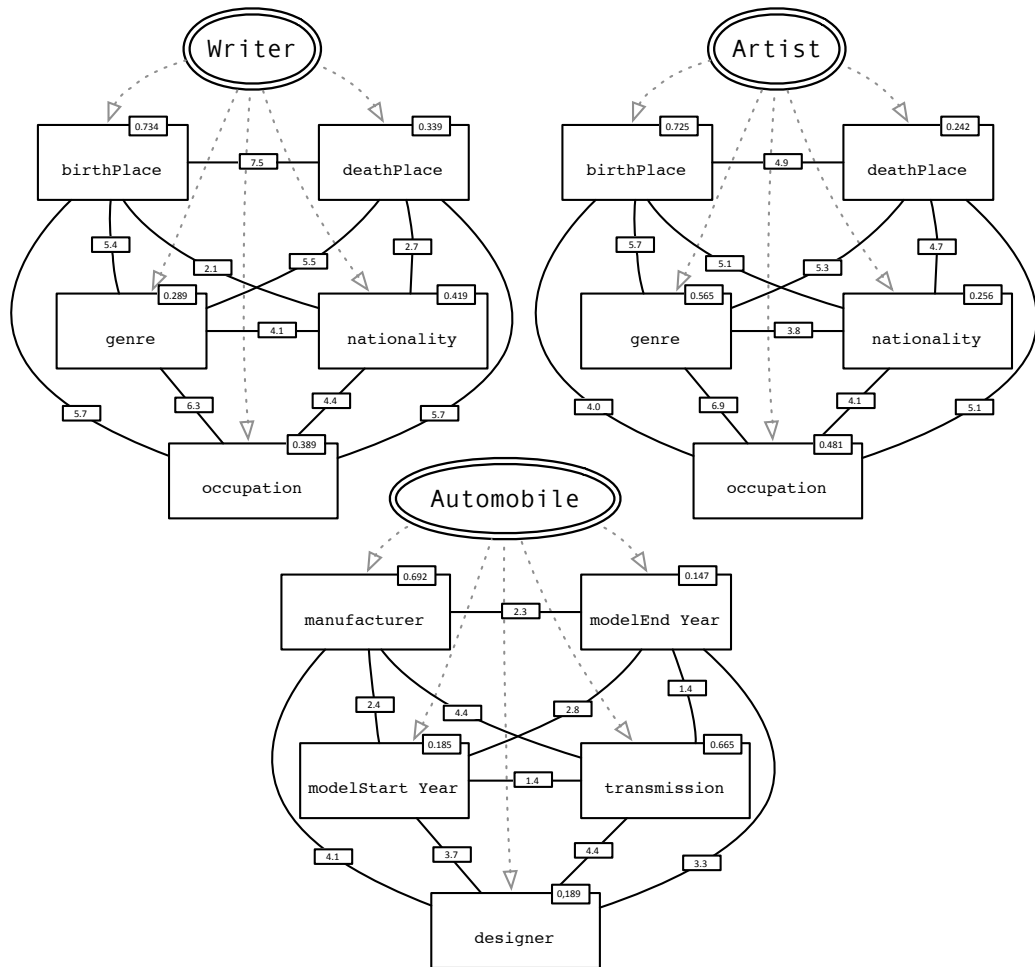 Writer
0.734
birthPlace
0.339
deathPlace
7.5
5.4
2.1
5.5
2.7
0.289
genre
0.419
nationality
4.1
5.7
6.3
4.4
5.7
0.389
occupation
Artist
0.725
birthPlace
0.242
deathPlace
4.9
5.7
5.1
5.3
4.7
0.565
genre
0.256
nationality
3.8
4.0
6.9
4.1
5.1
0.481
occupation
Automobile
0.692
manufacturer
0.147
modelEnd Year
2.3
2.4
4.4
2.8
1.4
0.185
modelStart Year
0.665
transmission
1.4
4.1
3.7
4.4
3.3
0,189
designer